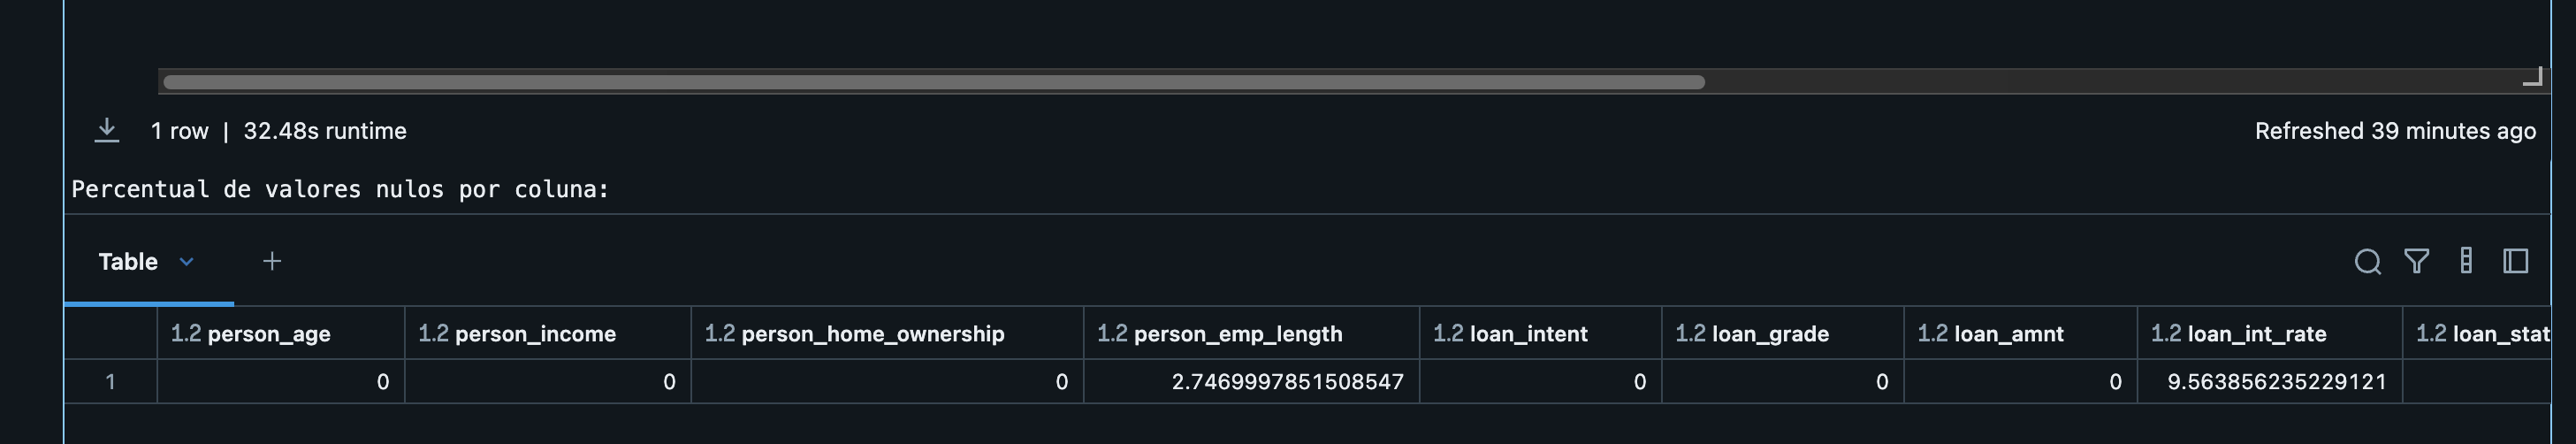 1 row | 32.48s runtime Refreshed 39 minutes ago
Percentual de valores nulos por coluna:
Table +
1.2 person_age 1.2 person_income 1.2 person_home_ownership 1.2 person_emp_length 1.2 loan_intent 1.2 loan_grade 1.2 loan_amnt 1.2 loan_int_rate 1.2 loan_stat
1 0 0 0 2.7469997851508547 0 0 0 9.563856235229121